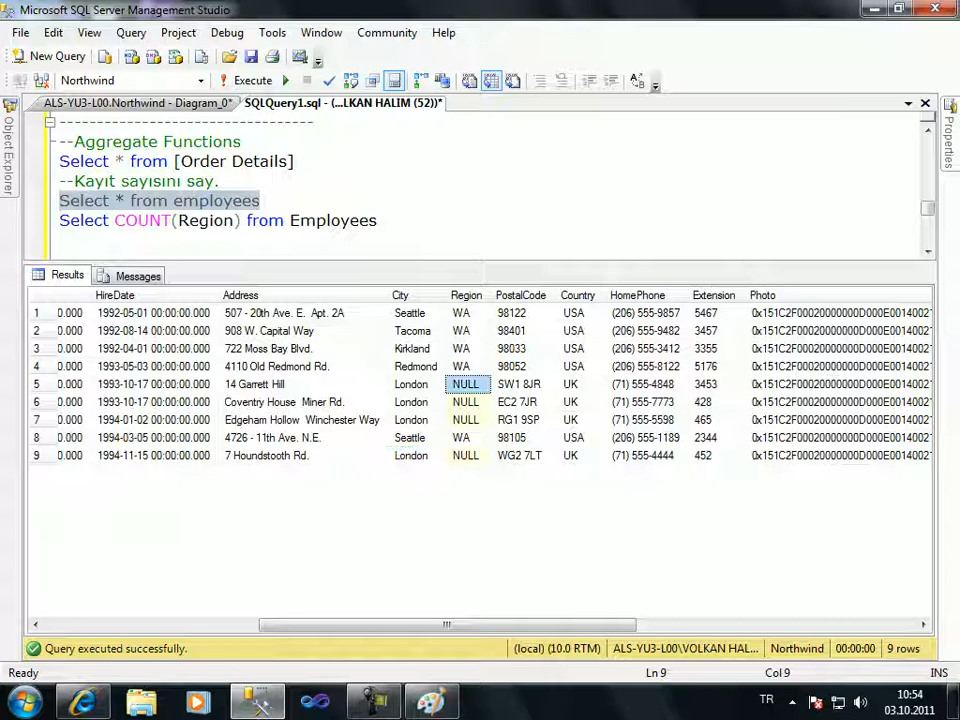 Microsoft SQL Server Management Studio
File Edit View Query Project Debug Tools Window Community Help
New Query
Northwind Execute
ALS-YU3-L00.Northwind - Diagram_0* SQLQuery1.sql - (...LKAN HALIM (52))*
Object Explorer
Properties
--------------------------------
--Aggregate Functions
Select * from [Order Details]
--Kayıt sayısını say.
Select * from employees
Select COUNT(Region) from Employees
Results Messages
HireDate Address City Region PostalCode Country HomePhone Extension Photo
1 0.000 1992-05-01 00:00:00.000 507 - 20th Ave. E. Apt. 2A Seattle WA 98122 USA (206) 555-9857 5467 0x151C2F00020000000D000E0014002
2 0.000 1992-08-14 00:00:00.000 908 W. Capital Way Tacoma WA 98401 USA (206) 555-9482 3457 0x151C2F00020000000D000E0014002
3 0.000 1992-04-01 00:00:00.000 722 Moss Bay Blvd. Kirkland WA 98033 USA (206) 555-3412 3355 0x151C2F00020000000D000E0014002
4 0.000 1993-05-03 00:00:00.000 4110 Old Redmond Rd. Redmond WA 98052 USA (206) 555-8122 5176 0x151C2F00020000000D000E0014002
5 0.000 1993-10-17 00:00:00.000 14 Garrett Hill London NULL SW1 8JR UK (71) 555-4848 3453 0x151C2F00020000000D000E0014002
6 0.000 1993-10-17 00:00:00.000 Coventry House Miner Rd. London NULL EC2 7JR UK (71) 555-7773 428 0x151C2F00020000000D000E0014002
7 0.000 1994-01-02 00:00:00.000 Edgeham Hollow Winchester Way London NULL RG1 9SP UK (71) 555-5598 465 0x151C2F00020000000D000E0014002
8 0.000 1994-03-05 00:00:00.000 4726 - 11th Ave. N.E. Seattle WA 98105 USA (206) 555-1189 2344 0x151C2F00020000000D000E0014002
9 0.000 1994-11-15 00:00:00.000 7 Houndstooth Rd. London NULL WG2 7LT UK (71) 555-4444 452 0x151C2F00020000000D000E0014002
Query executed successfully. (local) (10.0 RTM) ALS-YU3-L00\VOLKAN HAL... Northwind 00:00:00 9 rows
Ready Ln 9 Col 9 INS
TR 10:54
03.10.2011